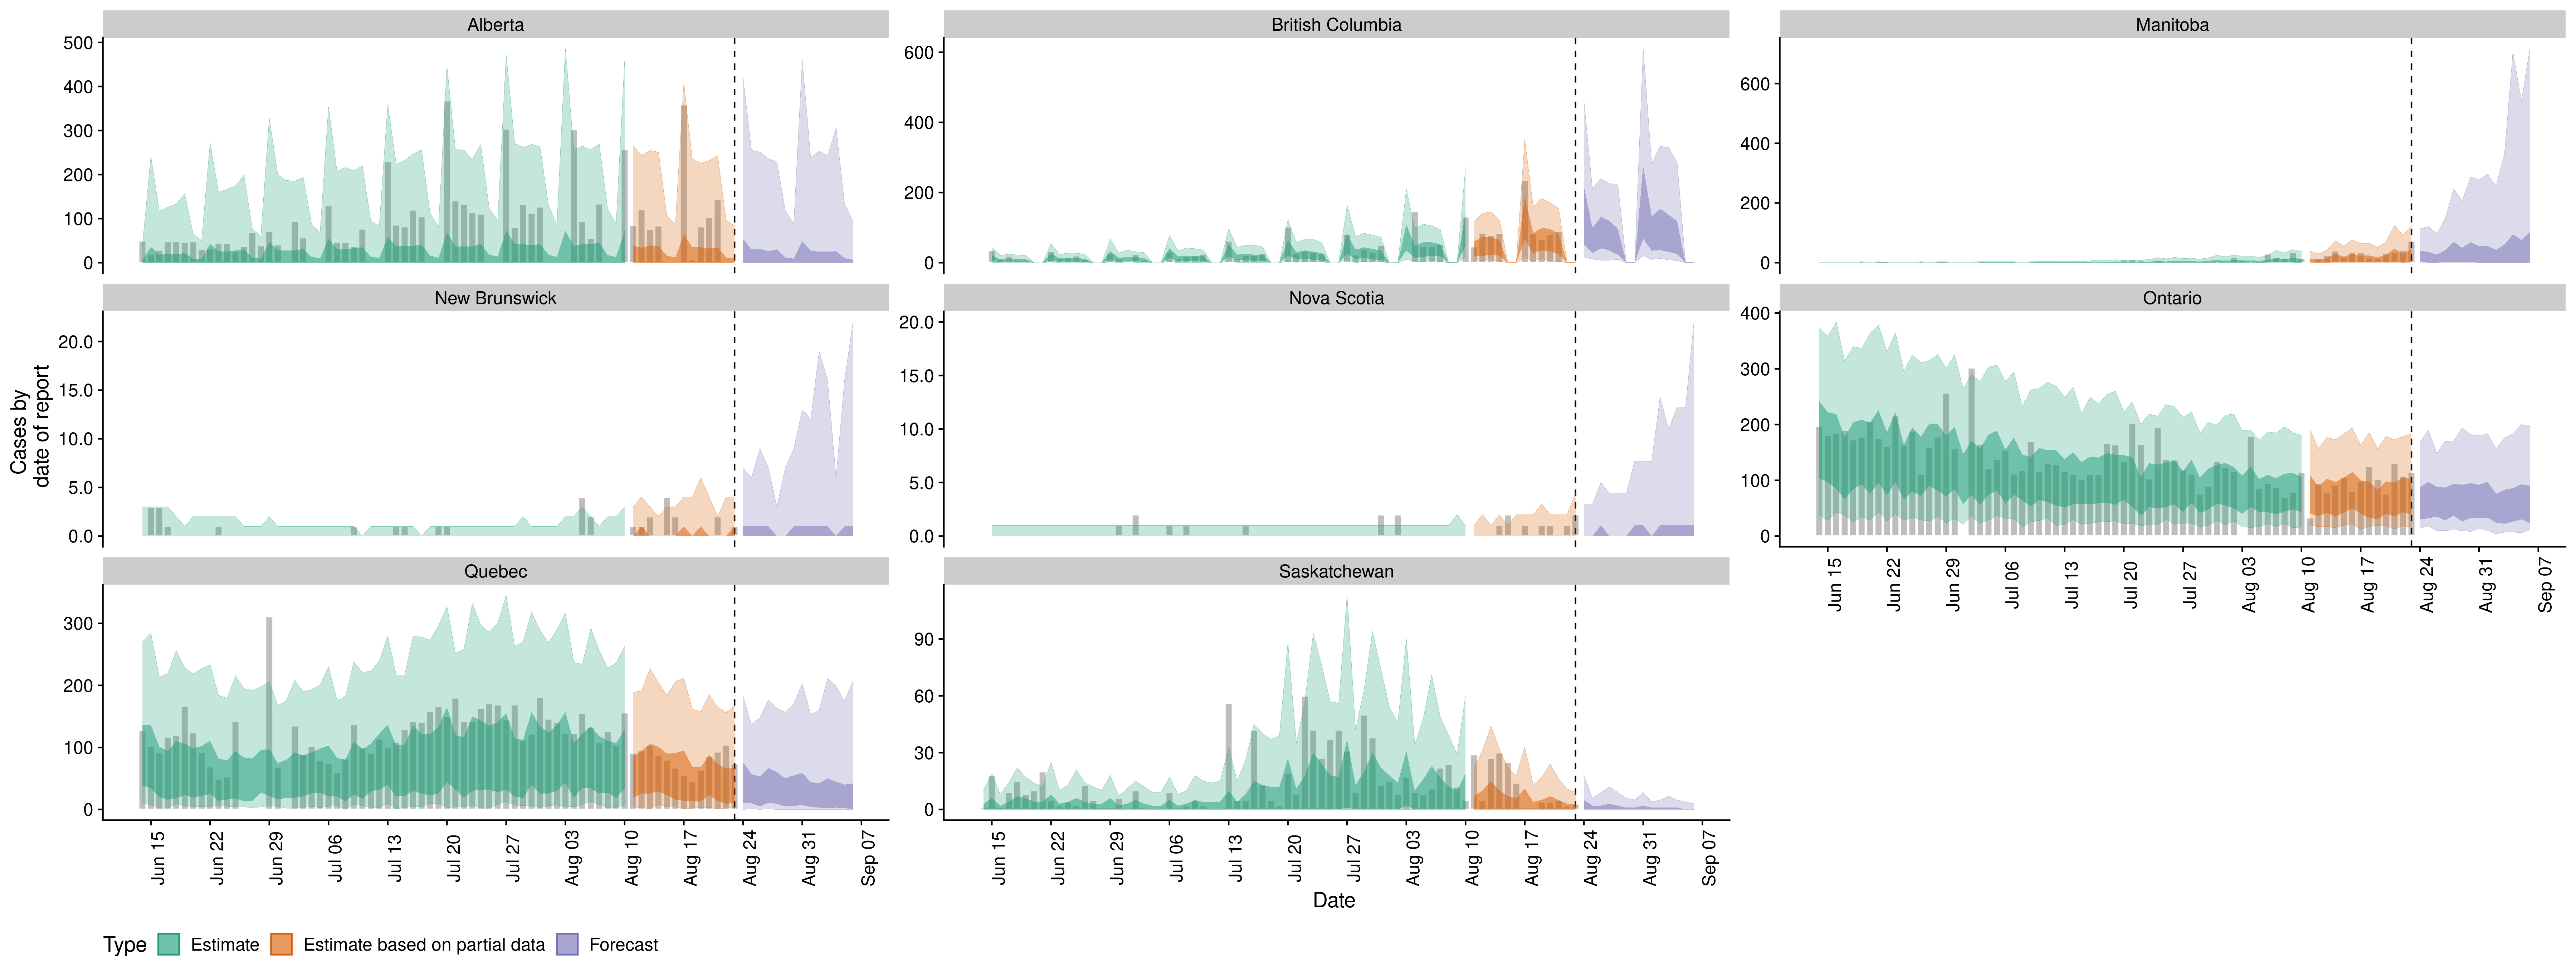 Alberta
British Columbia
Manitoba
500
400
300
200
100
0
600
400
200
0
600
400
200
0
New Brunswick
Nova Scotia
Ontario
20.0
15.0
10.0
5.0
0.0
20.0
15.0
10.0
5.0
0.0
400
300
200
100
0
Cases by
date of report
Jun 15
Jun 22
Jun 29
Jul 06
Jul 13
Jul 20
Jul 27
Aug 03
Aug 10
Aug 17
Aug 24
Aug 31
Sep 07
Quebec
Saskatchewan
300
200
100
0
90
60
30
0
Jun 15
Jun 22
Jun 29
Jul 06
Jul 13
Jul 20
Jul 27
Aug 03
Aug 10
Aug 17
Aug 24
Aug 31
Sep 07
Jun 15
Jun 22
Jun 29
Jul 06
Jul 13
Jul 20
Jul 27
Aug 03
Aug 10
Aug 17
Aug 24
Aug 31
Sep 07
Date
Type Estimate Estimate based on partial data Forecast